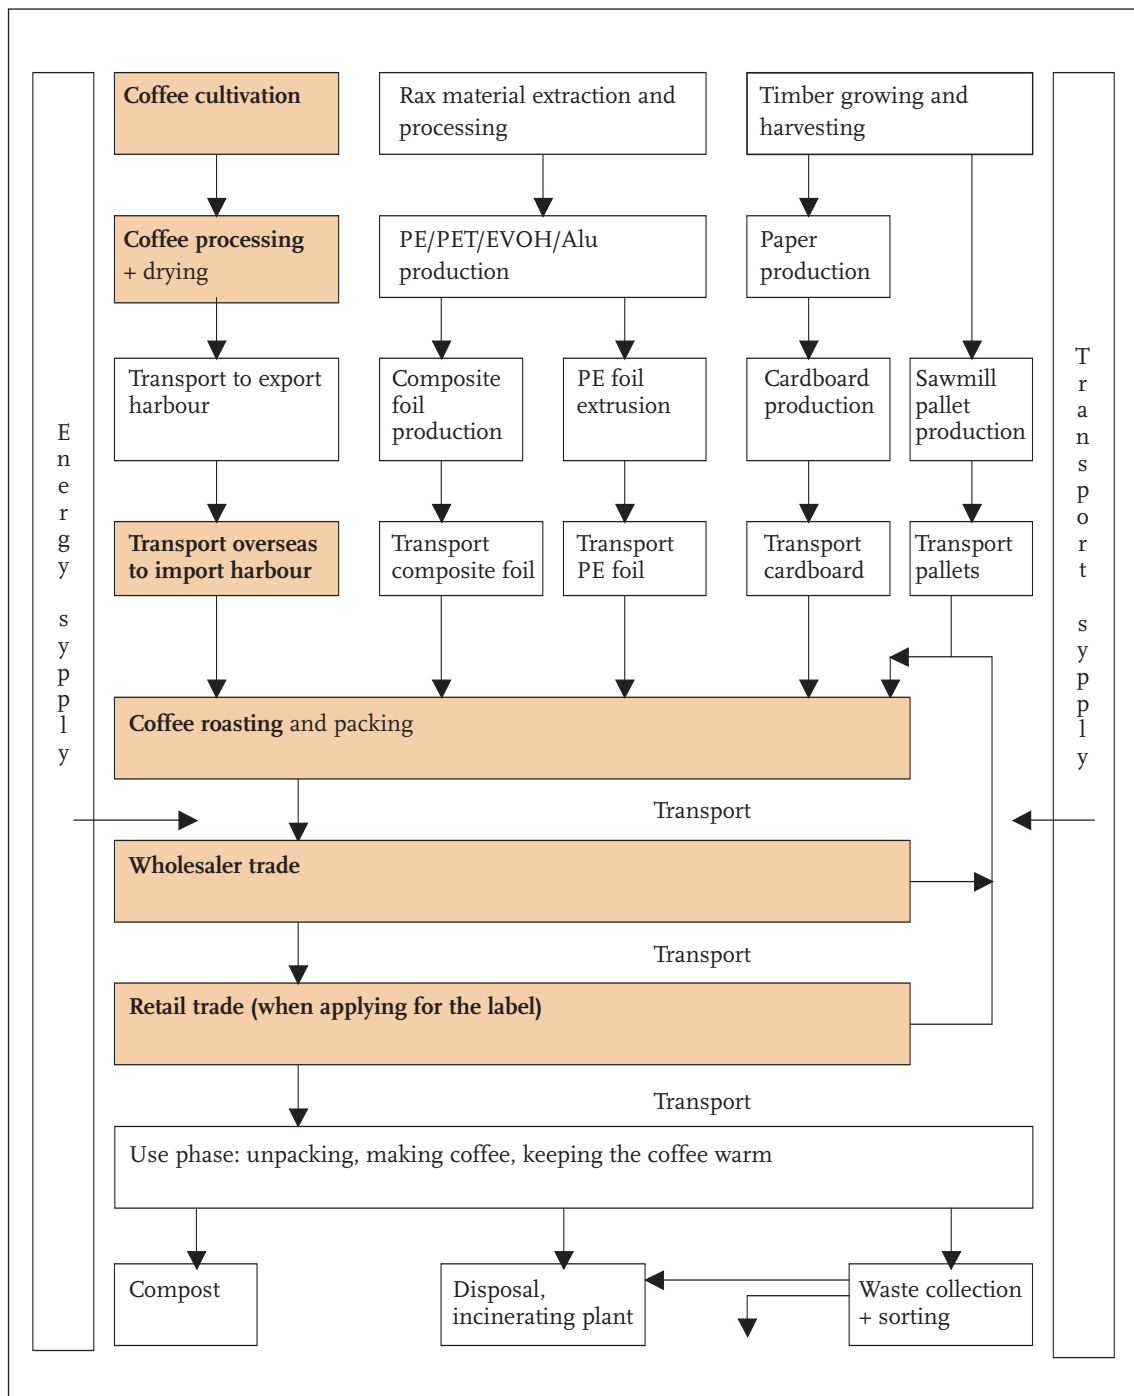 Coffee cultivation
Rax material extraction and
processing
Timber growing and
harvesting
Coffee processing
+ drying
PE/PET/EVOH/Alu
production
Paper
production
Transport to export
harbour
Composite
foil
production
PE foil
extrusion
Cardboard
production
Sawmill
pallet
production
Transport overseas
to import harbour
Transport
composite foil
Transport
PE foil
Transport
cardboard
Transport
pallets
Energy sypply
Transport sypply
Coffee roasting and packing
Transport
Wholesaler trade
Transport
Retail trade (when applying for the label)
Transport
Use phase: unpacking, making coffee, keeping the coffee warm
Compost
Disposal,
incinerating plant
Waste collection
+ sorting